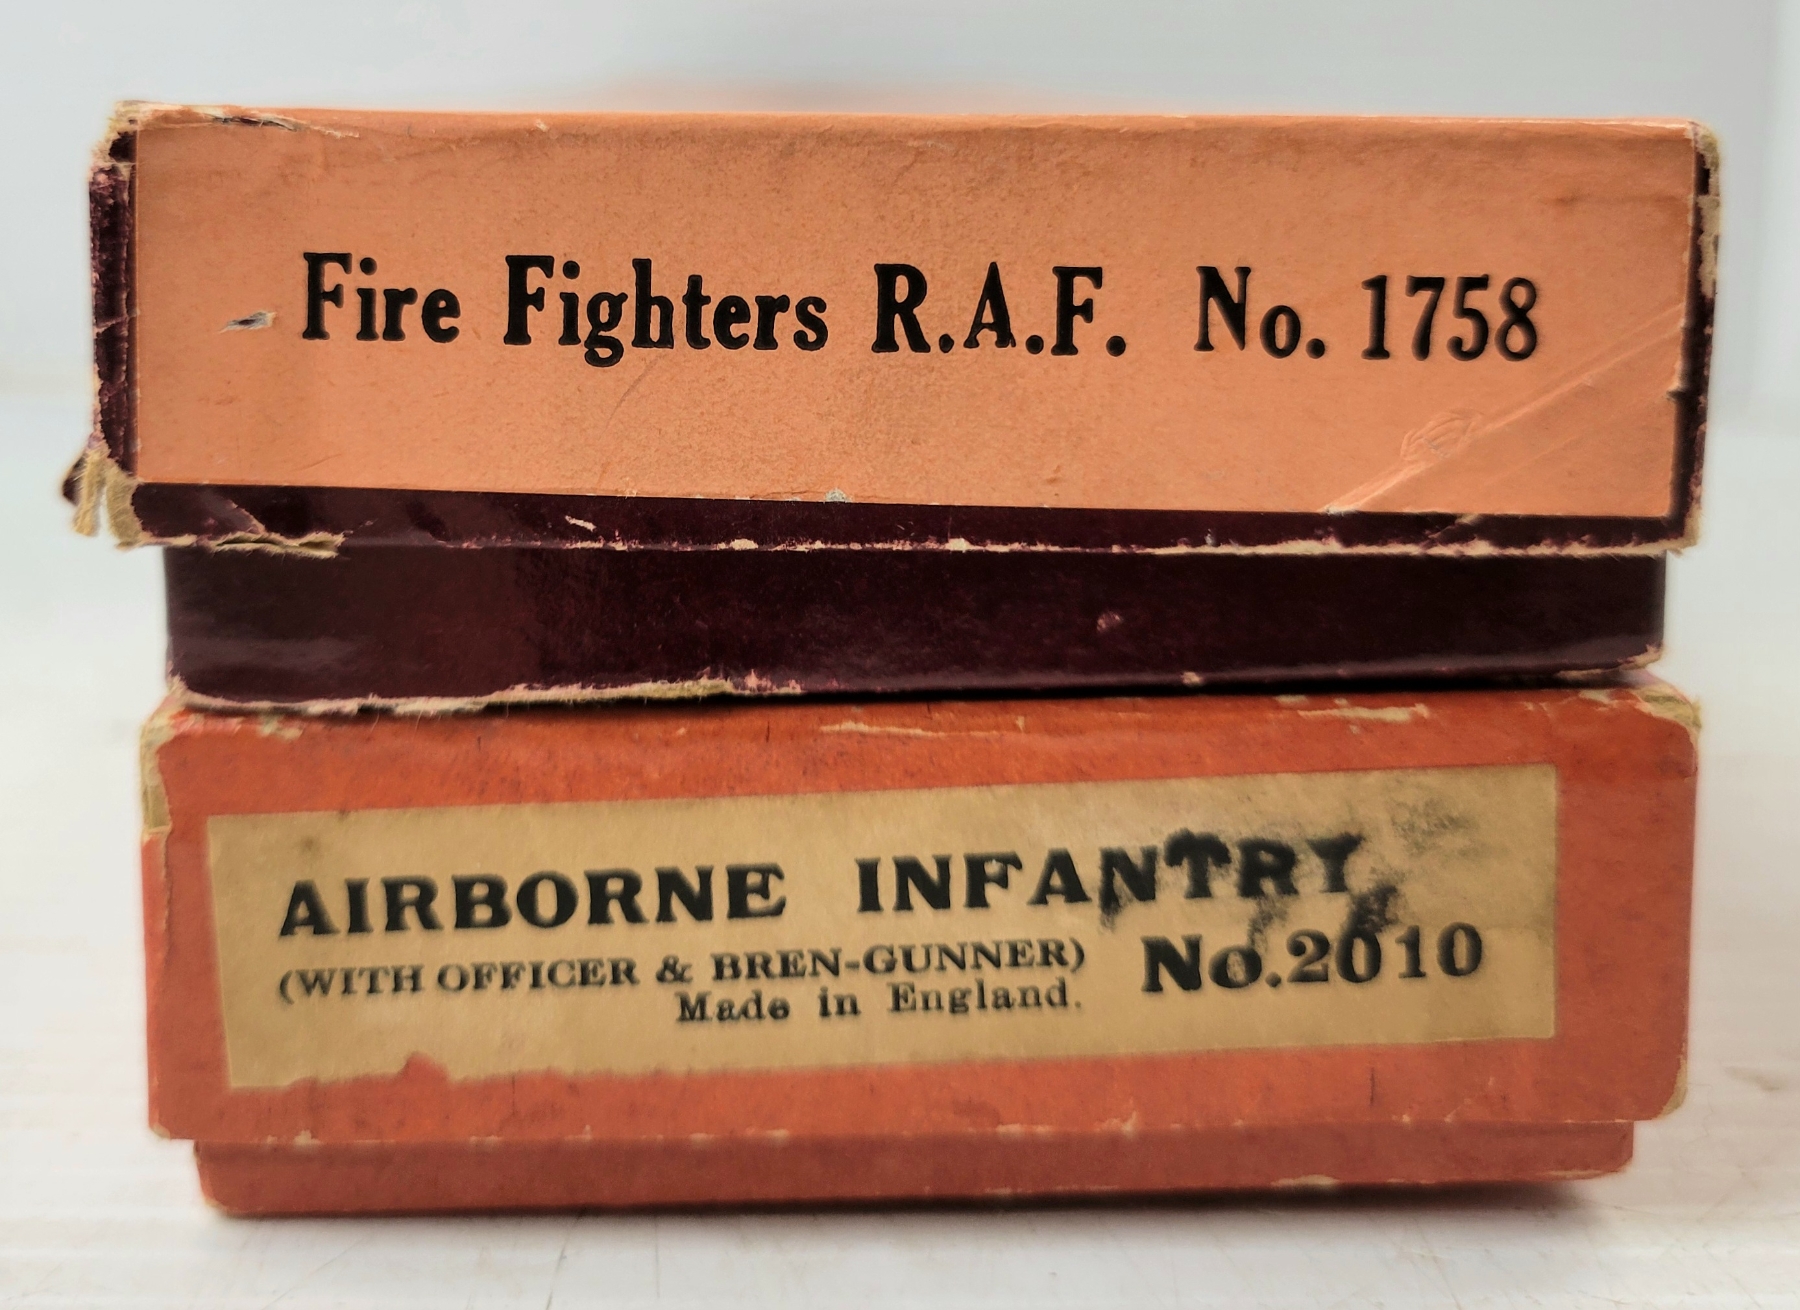 Fire Fighters R.A.F. No. 1758
AIRBORNE INFANTRY
(WITH OFFICER & BREN-GUNNER) No. 2010
Made in England.